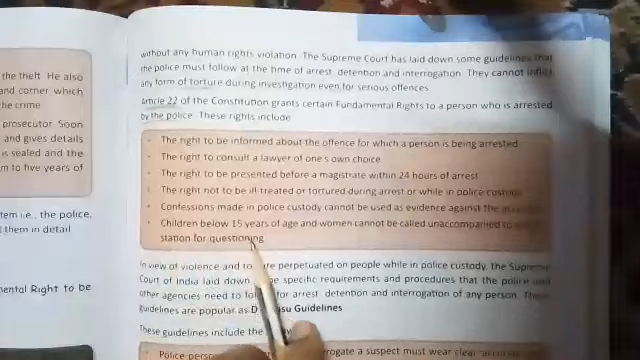 the theft. He also
and corner which
he crime.
prosecutor. Soon
and gives details
is sealed and the
m to five years of
tem i.e., the police,
them in detail
mental Right to be
without any human rights violation. The Supreme Court has laid down some guidelines that
the police must follow at the time of arrest, detention and interrogation. They cannot inflict
any form of torture during investigation even for serious offences.
Article 22 of the Constitution grants certain Fundamental Rights to a person who is arrested
by the police. These rights include
• The right to be informed about the offence for which a person is being arrested
• The right to consult a lawyer of one's own choice
• The right to be presented before a magistrate within 24 hours of arrest
• The right not to be ill treated or tortured during arrest or while in police custody
• Confessions made in police custody cannot be used as evidence against the
• Children below 15 years of age and women cannot be called unaccompanied to
station for questioning
In view of violence and perpetuated on people while in police custody, the Supreme
Court of India laid down specific requirements and procedures that the police and
other agencies need to for arrest, detention and interrogation of any person. These
guidelines are popular as Guidelines
These guidelines include the
• Police a suspect must wear clear